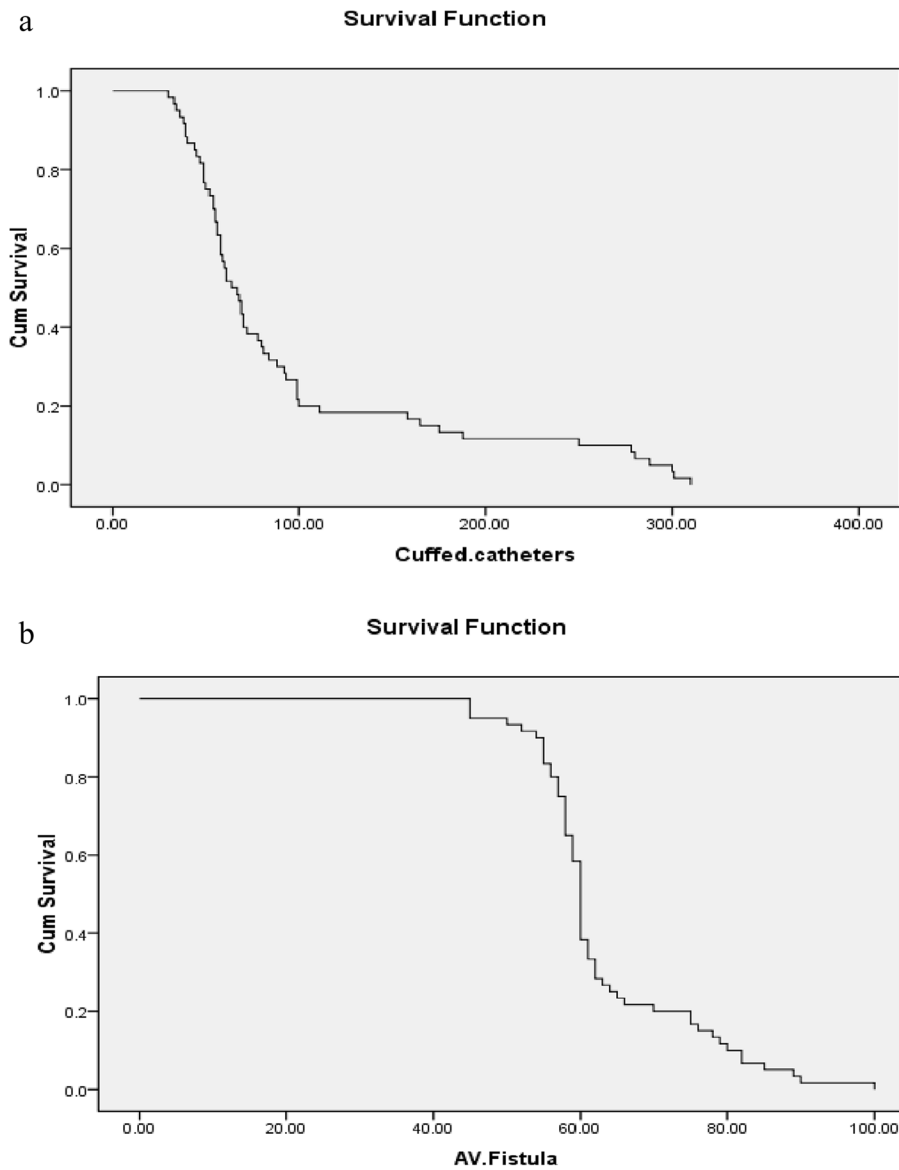 a
Survival Function
1.0
0.8
0.6
0.4
0.2
0.0
Cum Survival
0.00 100.00 200.00 300.00 400.00
Cuffed.catheters
b
Survival Function
1.0
0.8
0.6
0.4
0.2
0.0
Cum Survival
0.00 20.00 40.00 60.00 80.00 100.00
AV.Fistula